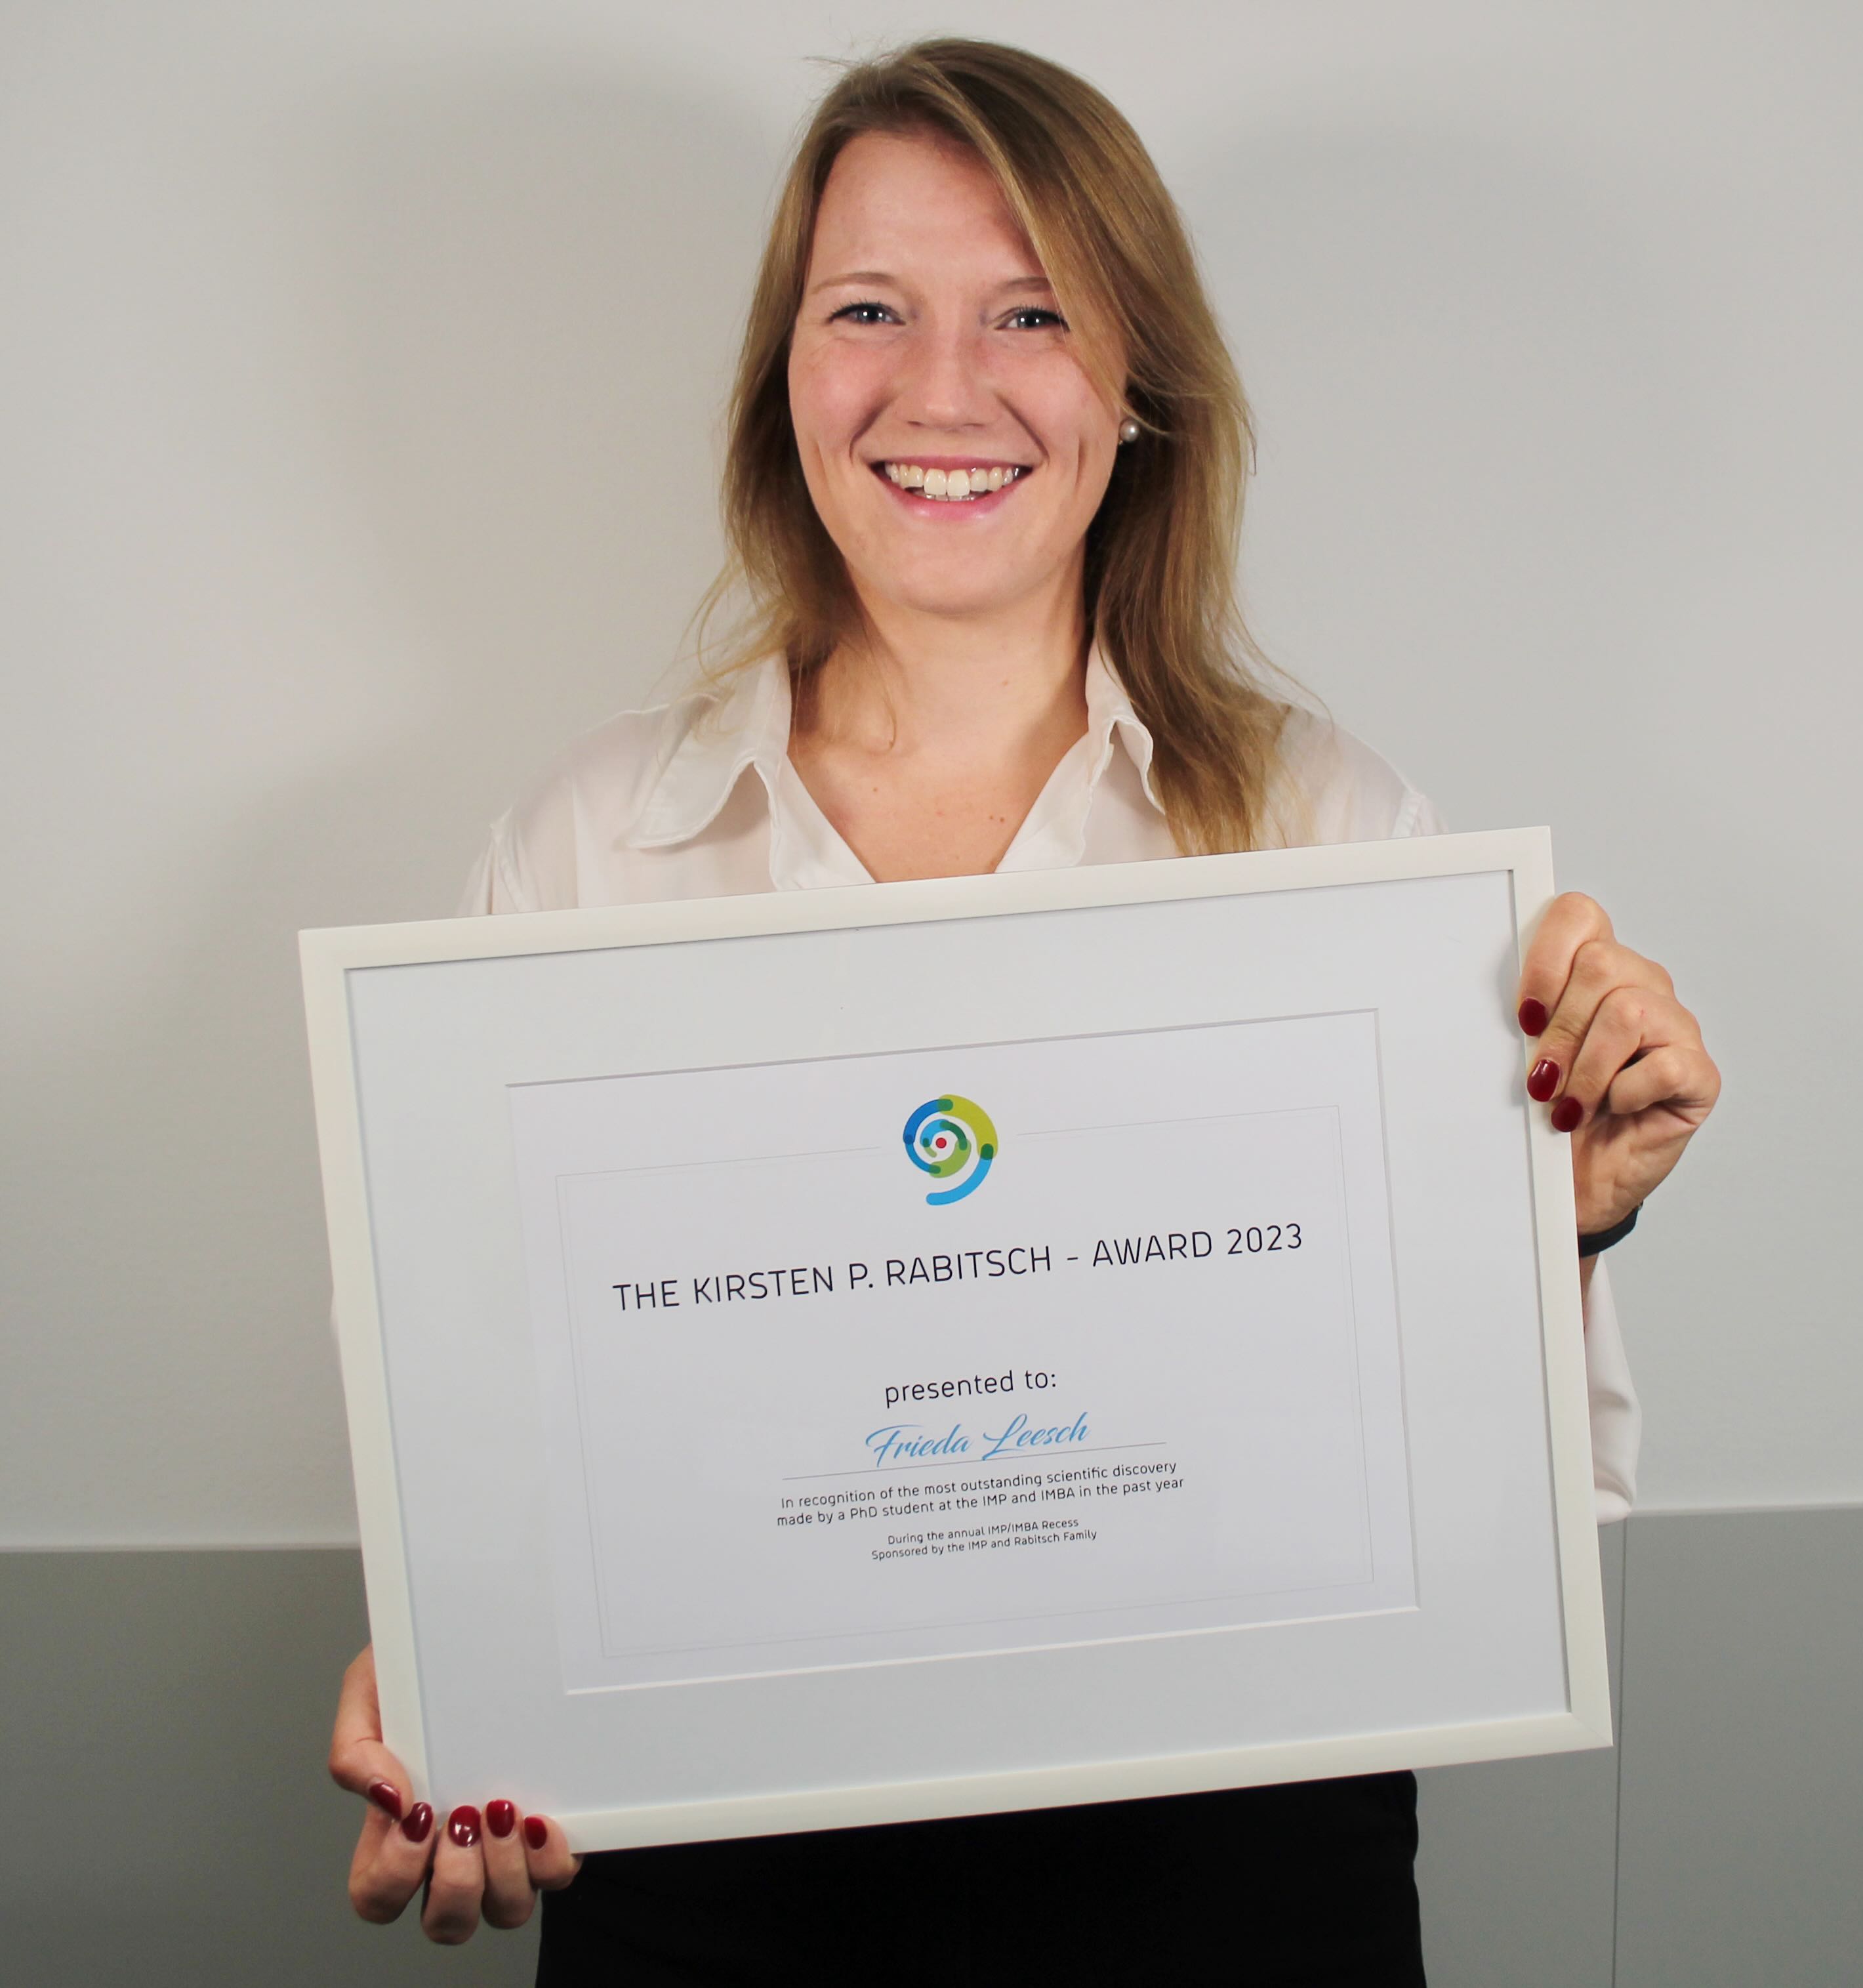 THE KIRSTEN P. RABITSCH - AWARD 2023
presented to:
Frieda Leesch
In recognition of the most outstanding scientific discovery
made by a PhD student at the IMP and IMBA in the past year
During the annual IMP/IMBA Recess
Sponsored by the IMP and Rabitsch Family